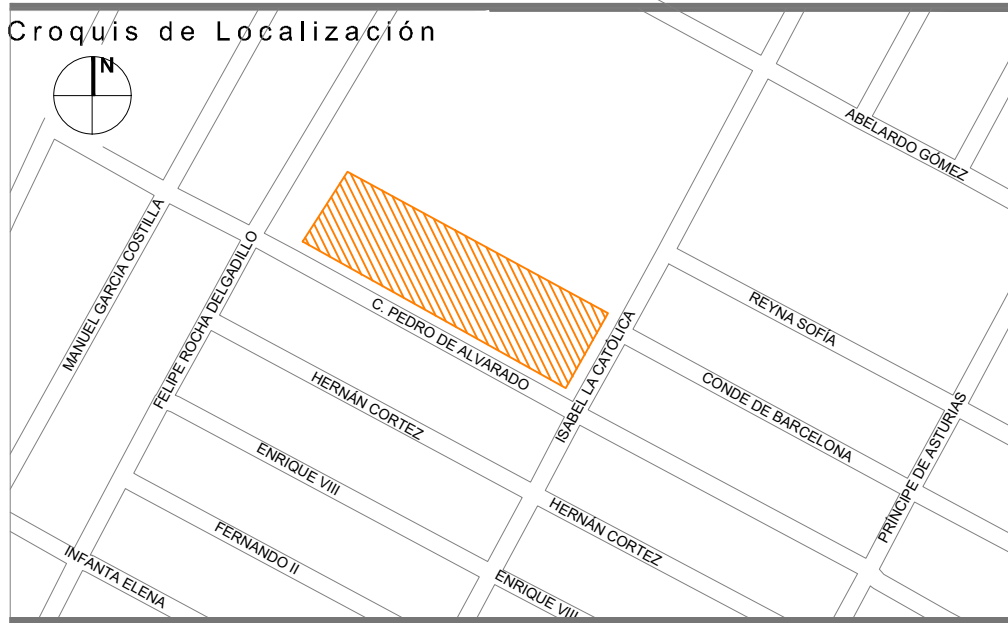 Croquis de Localización
N
ABELARDO GÓMEZ
MANUEL GARCIA COSTILLA
FELIPE ROCHA DELGADILLO
C. PEDRO DE ALVARADO
ISABEL LA CATÓLICA
REYNA SOFÍA
HERNÁN CORTEZ
CONDE DE BARCELONA
PRÍNCIPE DE ASTURIAS
ENRIQUE VIII
HERNÁN CORTEZ
FERNANDO II
INFANTA ELENA
ENRIQUE VIII